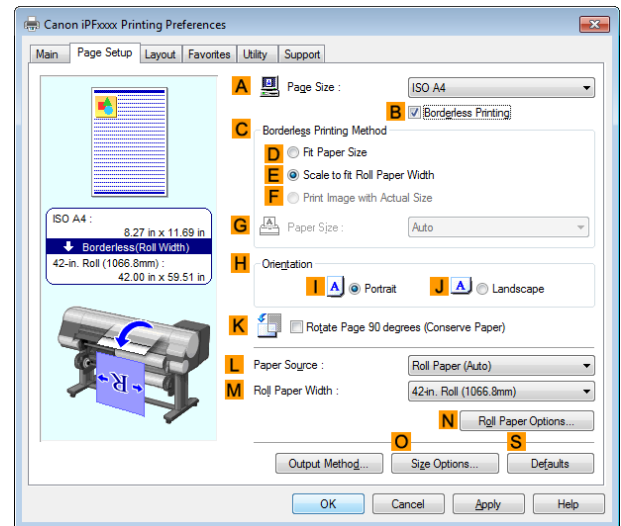 Canon iPFxxxx Printing Preferences
Main Page Setup Layout Favorites Utility Support
A Page Size : ISO A4
B Borderless Printing
C Borderless Printing Method
D Fit Paper Size
E Scale to fit Roll Paper Width
F Print Image with Actual Size
G Paper Size : Auto
ISO A4 :
8.27 in x 11.69 in
Borderless(Roll Width)
42-in. Roll (1066.8mm) :
42.00 in x 59.51 in
H Orientation
I A Portrait J A Landscape
K Rotate Page 90 degrees (Conserve Paper)
R
L Paper Source : Roll Paper (Auto)
M Roll Paper Width : 42-in. Roll (1066.8mm)
N Roll Paper Options...
O S
Output Method... Size Options... Defaults
OK Cancel Apply Help